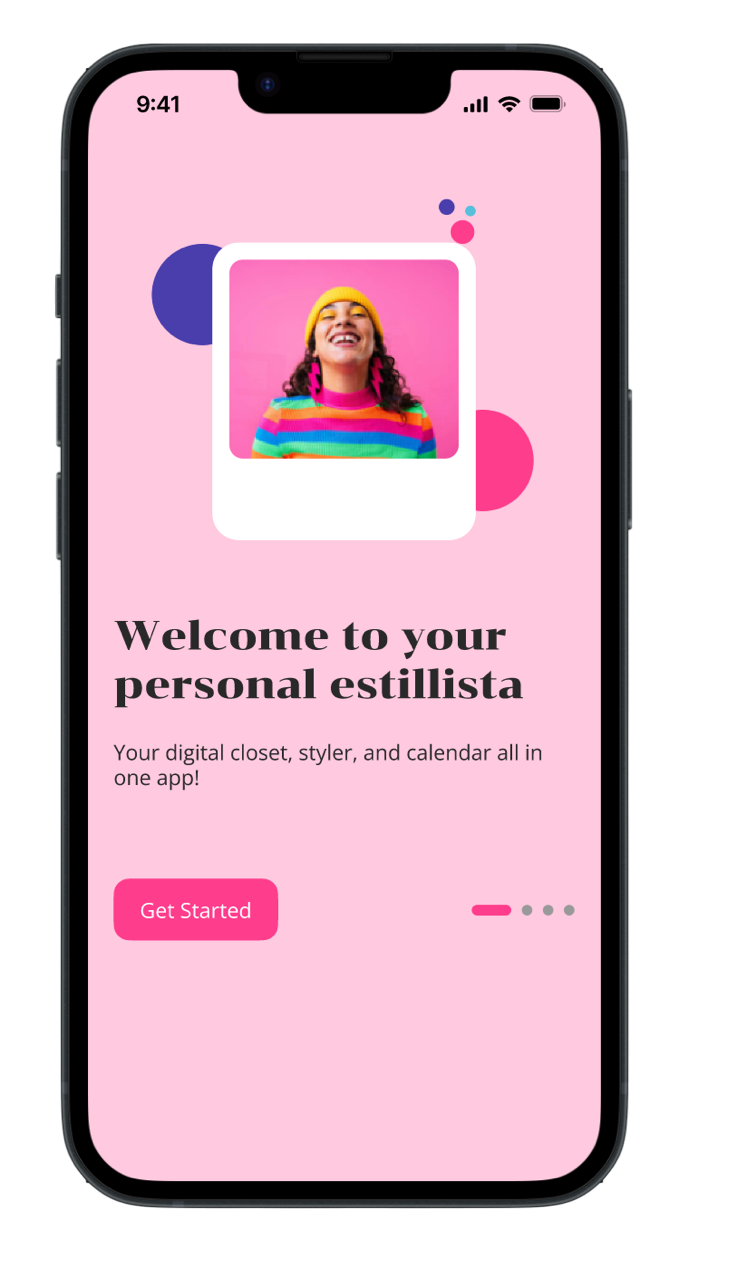 9:41
Welcome to your
personal estillista
Your digital closet, styler, and calendar all in
one app!
Get Started